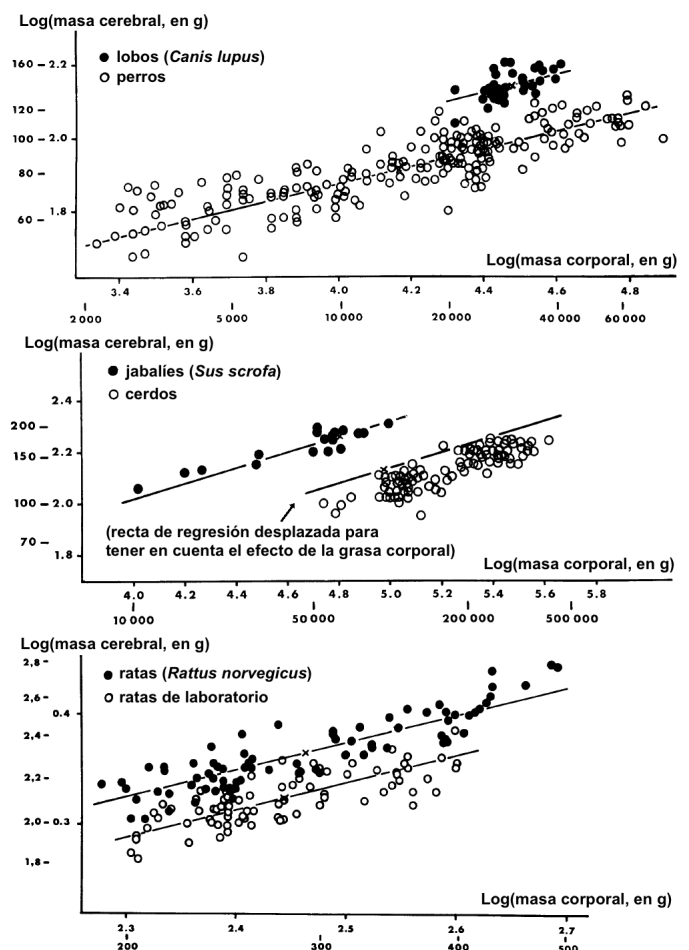 Log(masa cerebral, en g)
lobos (Canis lupus)
perros
160 – 2.2
120 –
100 – 2.0
80 –
1.8
60 –
Log(masa corporal, en g)
3.4 3.6 3.8 4.0 4.2 4.4 4.6 4.8
2 000 5 000 10 000 20 000 40 000 60 000
Log(masa cerebral, en g)
jabalíes (Sus scrofa)
cerdos
2.4
200 –
2.2
150 –
100 – 2.0
(recta de regresión desplazada para
tener en cuenta el efecto de la grasa corporal)
70 –
1.8
Log(masa corporal, en g)
4.0 4.2 4.4 4.6 4.8 5.0 5.2 5.4 5.6 5.8
10 000 50 000 200 000 500 000
Log(masa cerebral, en g)
2,8 –
ratas (Rattus norvegicus)
ratas de laboratorio
2,6 –
0.4
2,4 –
2,2 –
2,0 – 0.3
1,8 –
Log(masa corporal, en g)
2.3 2.4 2.5 2.6 2.7
200 300 400 500